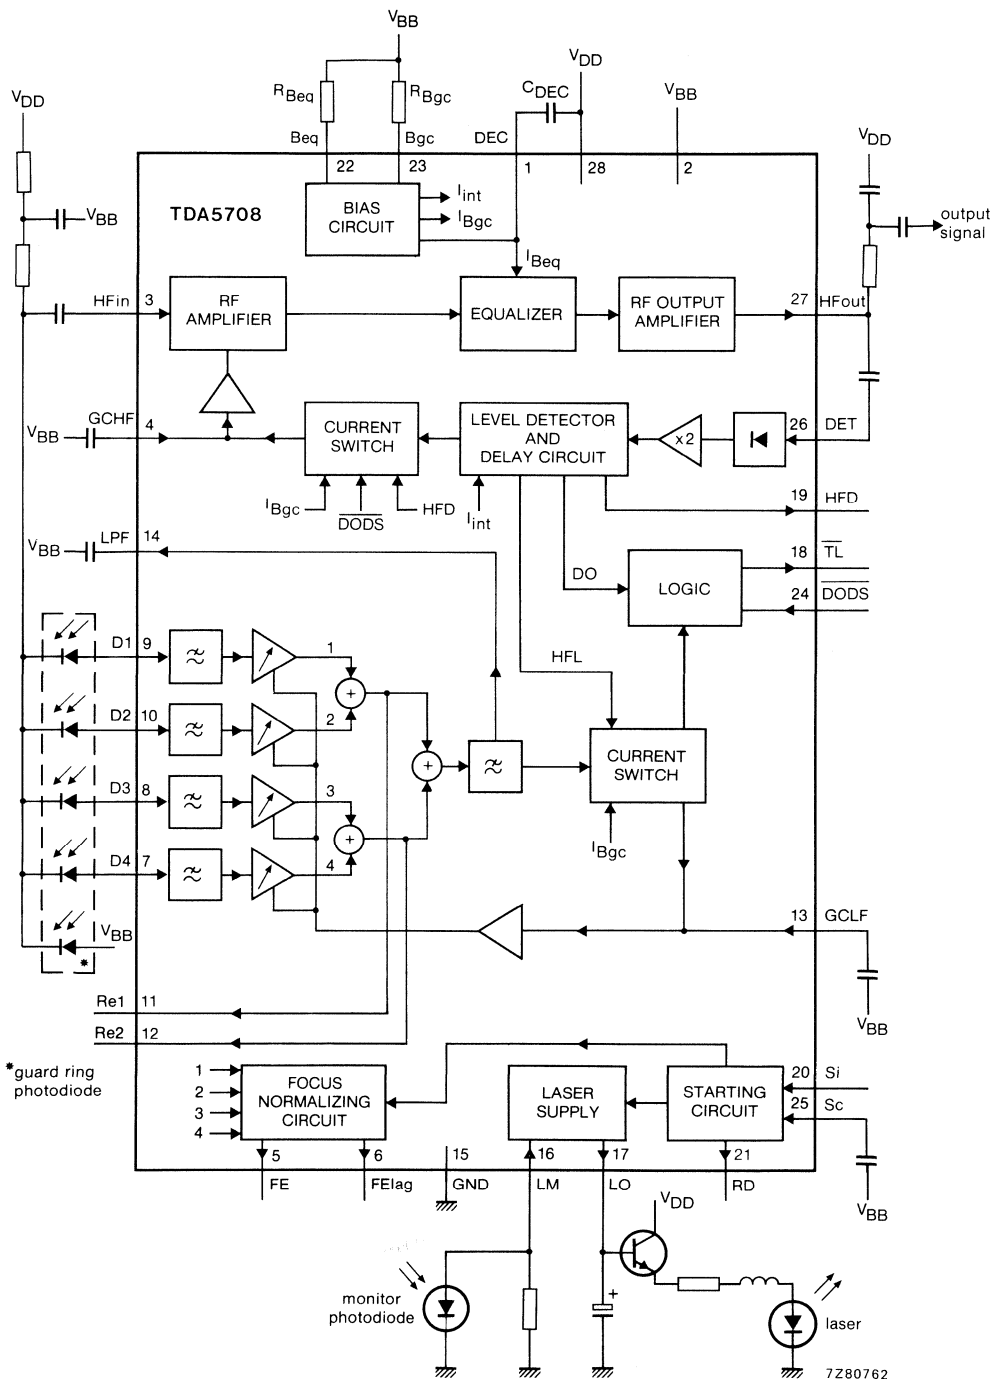 VBB
VDD
CDEC
VBB
RBeq
RBgc
VDD
VDD
Beq
Bgc
DEC
22
23
1
28
2
TDA5708
BIAS
CIRCUIT
Iint
IBgc
VBB
output
signal
IBeq
HFin
3
RF
AMPLIFIER
EQUALIZER
RF OUTPUT
AMPLIFIER
27
HFout
VBB
GCHF
4
CURRENT
SWITCH
LEVEL DETECTOR
AND
DELAY CIRCUIT
x2
26
DET
IBgc
DODS
HFD
Iint
19
HFD
VBB
LPF
14
18
TL
DO
LOGIC
24
DODS
D1
9
≈
1
+
HFL
D2
10
≈
2
+
≈
CURRENT
SWITCH
D3
8
≈
3
+
IBgc
D4
7
≈
4
VBB
*
13
GCLF
VBB
Re1
11
Re2
12
*guard ring
photodiode
1
2
3
4
FOCUS
NORMALIZING
CIRCUIT
LASER
SUPPLY
STARTING
CIRCUIT
20
Si
25
Sc
VBB
5
6
15
16
17
21
FE
FElag
GND
LM
LO
RD
VDD
monitor
photodiode
+
laser
7Z80762